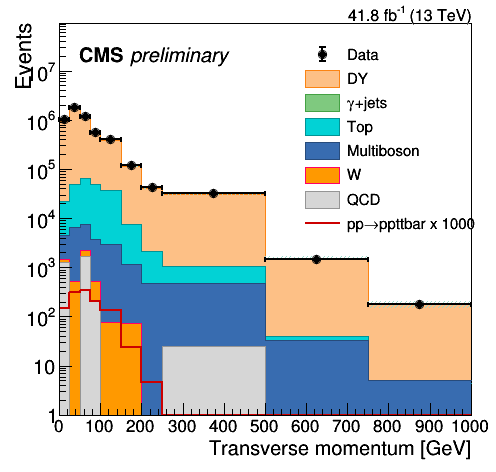 41.8 fb⁻¹ (13 TeV)
Events
CMS preliminary
Data
DY
γ+jets
Top
Multiboson
W
QCD
pp→ppttbar x 1000
10⁷
10⁶
10⁵
10⁴
10³
10²
10
1
0 100 200 300 400 500 600 700 800 900 1000
Transverse momentum [GeV]